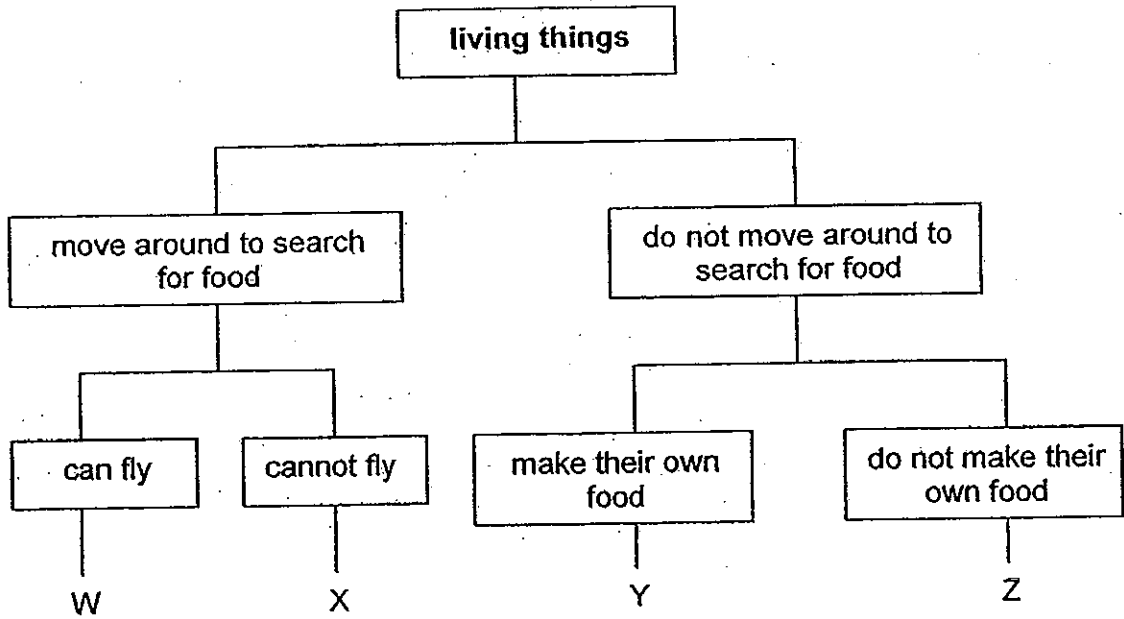 living things
move around to search
for food
do not move around to
search for food
can fly
cannot fly
make their own
food
do not make their
own food
W
X
Y
Z